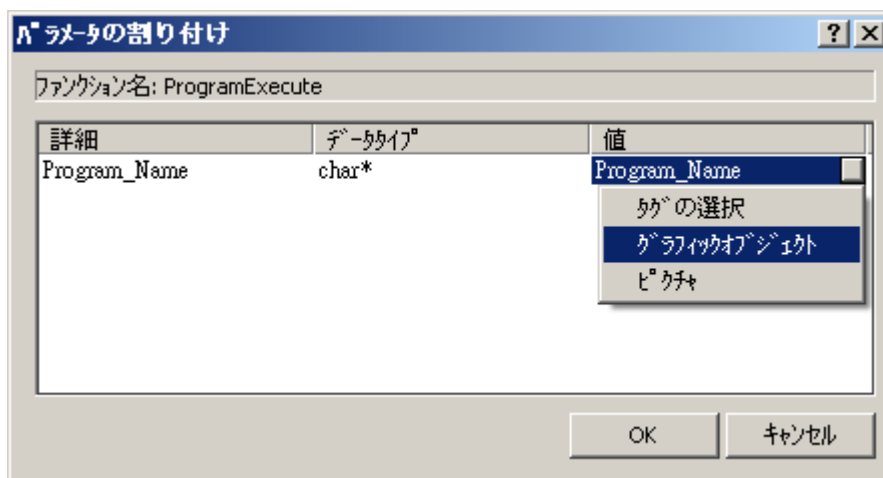 ﾊﾟﾗﾒｰﾀの割り付け
ﾌｧﾝｸｼｮﾝ名: ProgramExecute
詳細 ﾃﾞｰﾀﾀｲﾌﾟ 値
Program_Name char* Program_Name
ﾀｸﾞの選択
ｸﾞﾗﾌｨｯｸｵﾌﾞｼﾞｪｸﾄ
ﾋﾟｸﾁｬ
OK ｷｬﾝｾﾙ